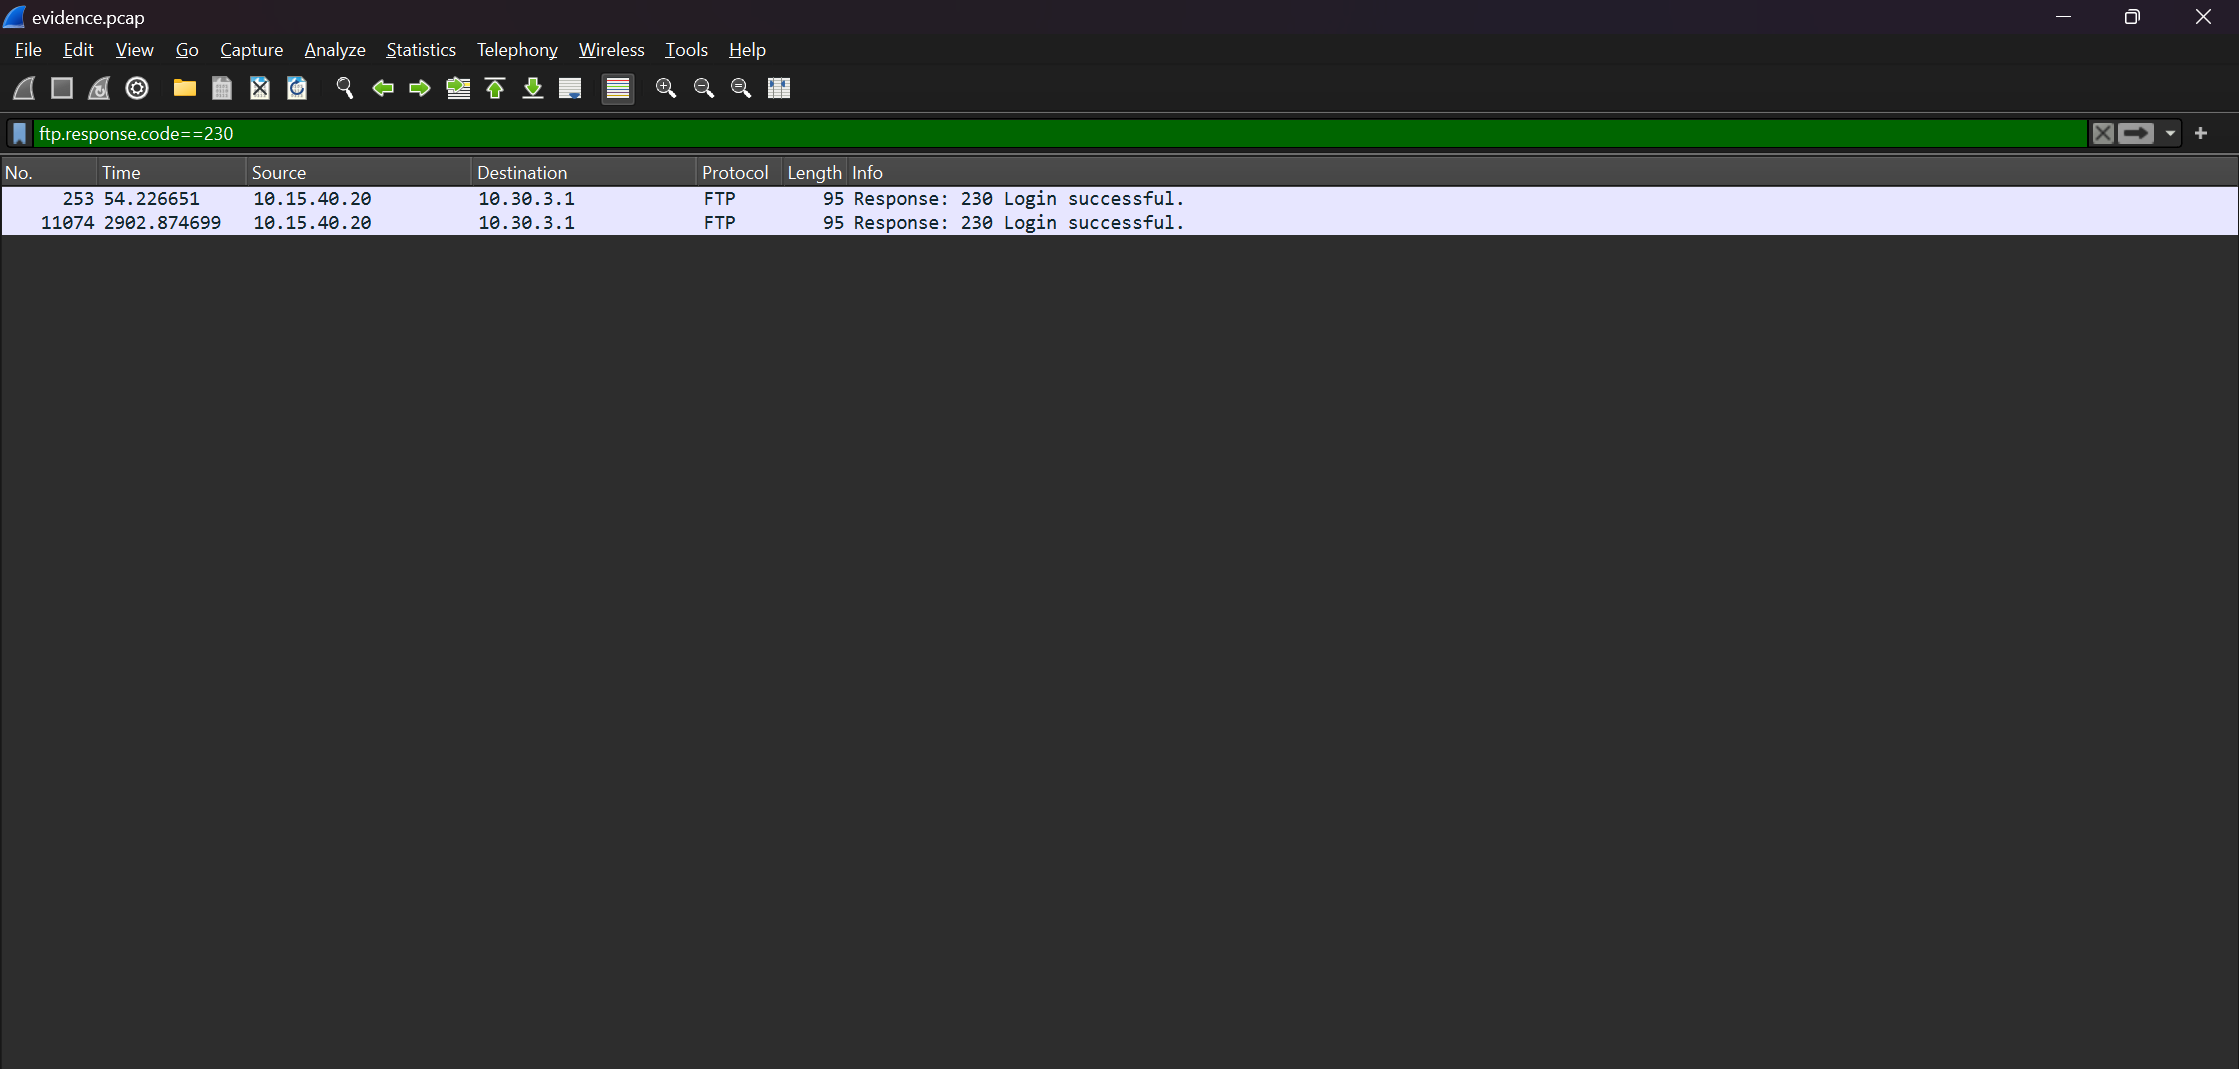 evidence.pcap
File Edit View Go Capture Analyze Statistics Telephony Wireless Tools Help
ftp.response.code==230
No. Time Source Destination Protocol Length Info
253 54.226651 10.15.40.20 10.30.3.1 FTP 95 Response: 230 Login successful.
11074 2902.874699 10.15.40.20 10.30.3.1 FTP 95 Response: 230 Login successful.